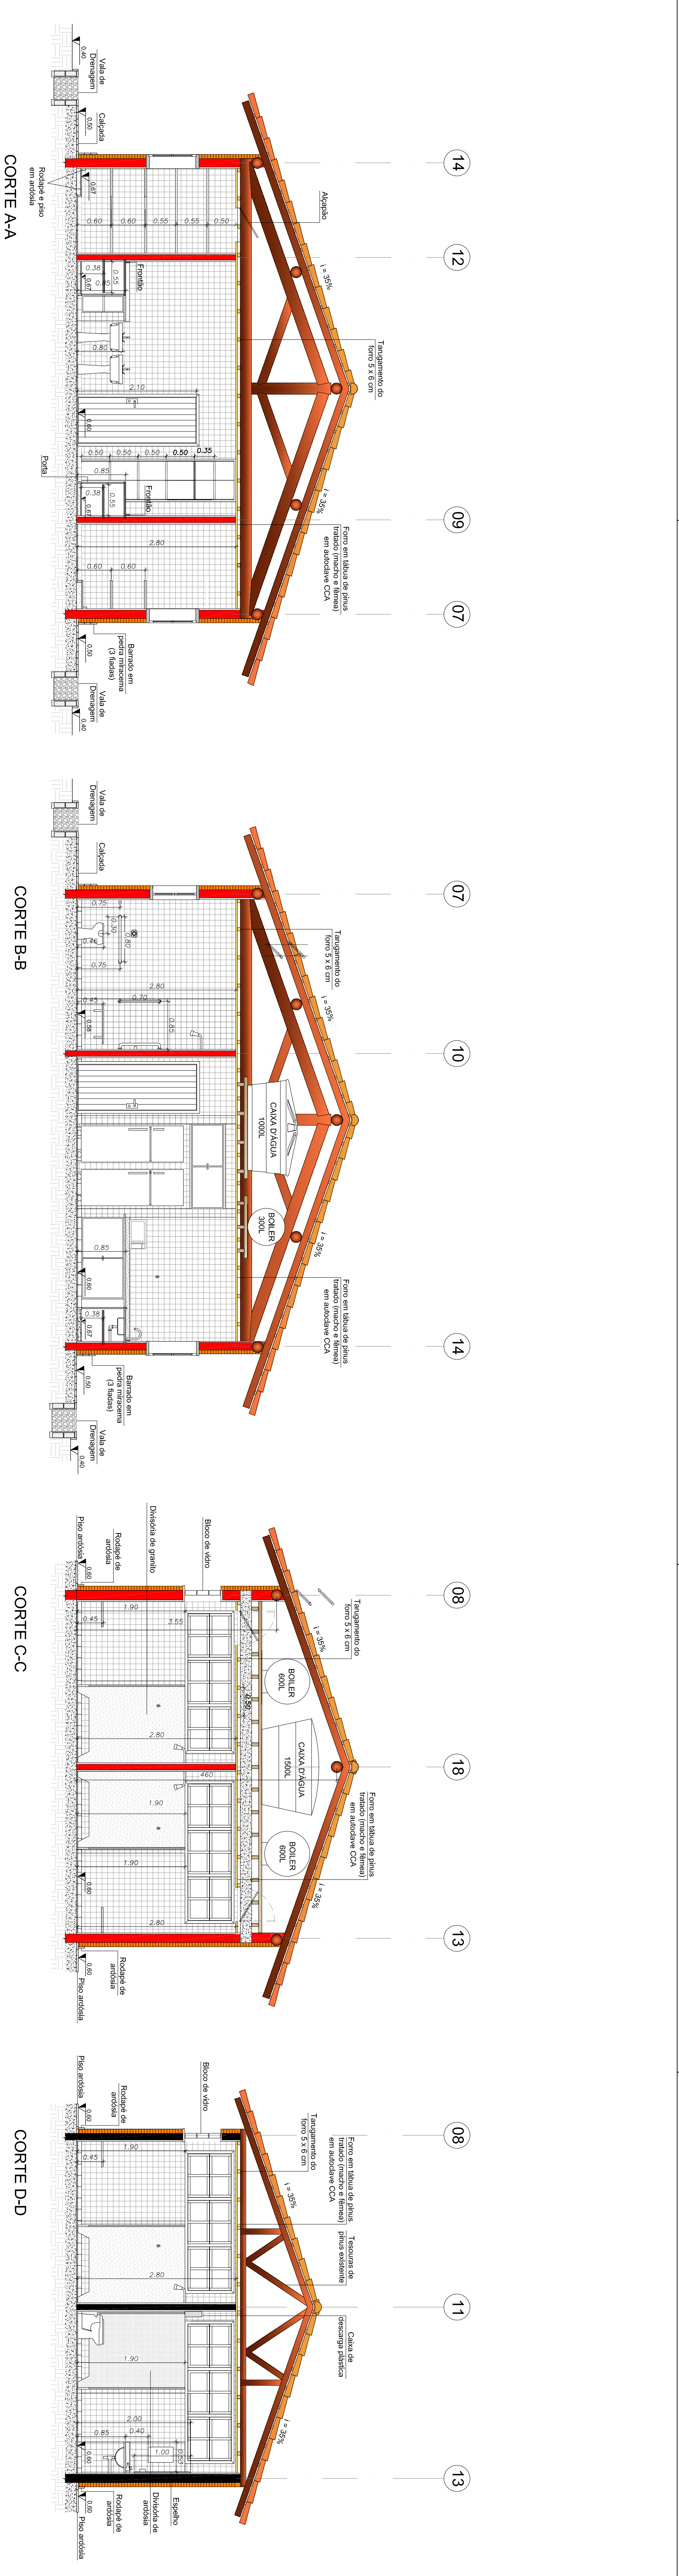 14
12
09
07
Alçapão
i = 35%
Tarugamento do
forro 5 x 6 cm
i = 35%
Forro em tábua de pinus
tratado (macho e fêmea)
em autoclave CCA
Vala de
Drenagem
0.40
Calçada
0.50
0.67
0.60
0.60
0.55
0.55
0.50
Frontão
0.38
0.55
0.85
0.67
0.80
2.10
0.60
0.50
0.50
0.50
0.50
0.35
0.85
0.38
0.55
0.67
Frontão
Porta
2.80
0.60
0.60
0.50
Barrado em
pedra miracema
(3 fiadas)
Vala de
Drenagem
0.40
Rodapé e piso
em ardósia
CORTE A-A
07
10
14
Tarugamento do
forro 5 x 6 cm
i = 35%
CAIXA D'ÁGUA
1000L
BOILER
300L
i = 35%
Forro em tábua de pinus
tratado (macho e fêmea)
em autoclave CCA
Vala de
Drenagem
Calçada
0.75
0.30
0.80
0.75
2.80
0.70
0.85
0.45
0.58
0.85
0.60
0.38
0.67
0.50
Barrado em
pedra miracema
(3 fiadas)
Vala de
Drenagem
0.40
CORTE B-B
08
18
13
Tarugamento do
forro 5 x 6 cm
i = 35%
BOILER
600L
CAIXA D'ÁGUA
1500L
BOILER
600L
Forro em tábua de pinus
tratado (macho e fêmea)
em autoclave CCA
i = 35%
Bloco de vidro
Divisória de granito
Rodapé de
ardósia
0.60
Piso ardósia
1.90
3.55
0.45
0.50
2.80
460
1.90
1.90
0.60
2.80
Rodapé de
ardósia
0.60
Piso ardósia
CORTE C-C
08
11
13
Forro em tábua de pinus
tratado (macho e fêmea)
em autoclave CCA
Tesouras de
pinus existente
Caixa de
descarga plástica
Tarugamento do
forro 5 x 6 cm
i = 35%
i = 35%
Bloco de vidro
Rodapé de
ardósia
0.60
Piso ardósia
1.90
0.45
2.80
1.90
2.00
0.40
0.85
1.00
0.60
Espelho
Divisória de
ardósia
Rodapé de
ardósia
0.60
Piso ardósia
CORTE D-D